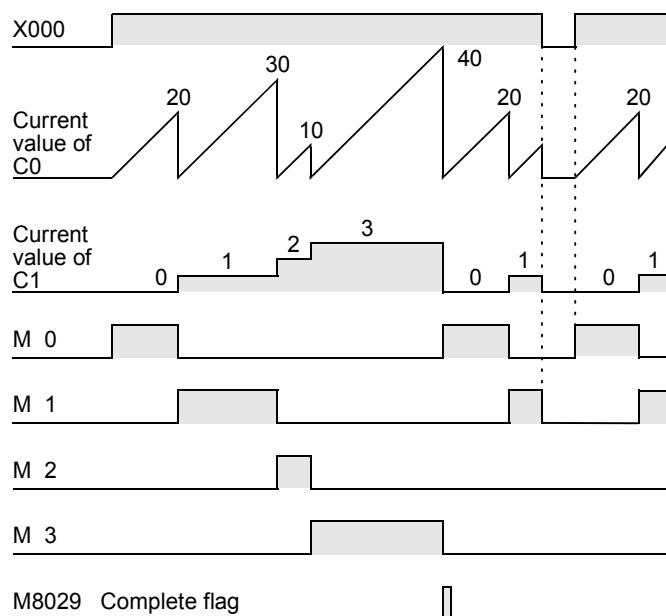 X000
40
30
20
20
20
10
Current
value of
C0
Current
value of
C1
0
1
2
3
0
1
0
1
M 0
M 1
M 2
M 3
M8029 Complete flag